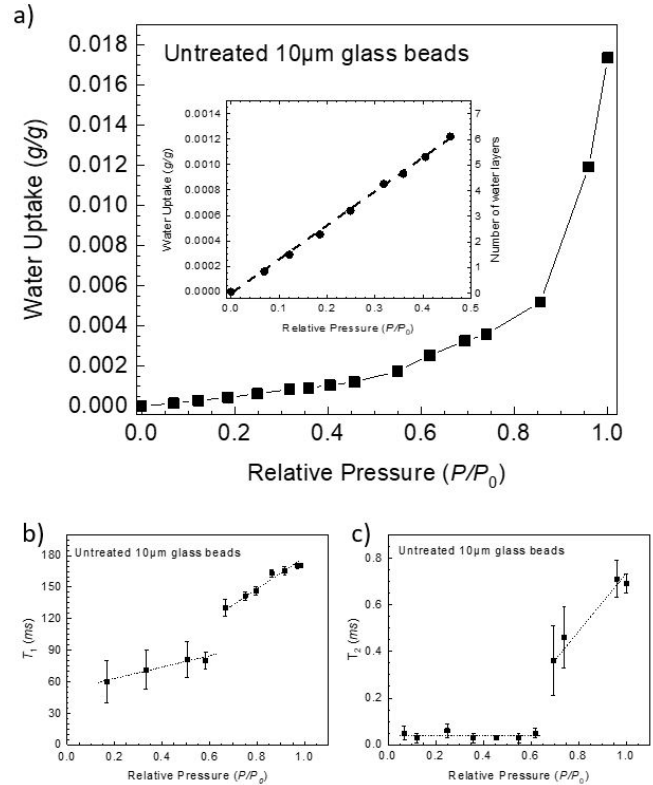 a)
Untreated 10µm glass beads
Water Uptake (g/g)
0.018
0.016
0.014
0.012
0.010
0.008
0.006
0.004
0.002
0.000
0.0 0.2 0.4 0.6 0.8 1.0
Relative Pressure (P/P0)
Water Uptake (g/g)
0.0014
0.0012
0.0010
0.0008
0.0006
0.0004
0.0002
0.0000
0.0 0.1 0.2 0.3 0.4 0.5
Relative Pressure (P/P0)
7
6
5
4
3
2
1
0
Number of water layers
b)
Untreated 10µm glass beads
T1 (ms)
180
150
120
90
60
30
0
0.0 0.2 0.4 0.6 0.8 1.0
Relative Pressure (P/P0)
c)
Untreated 10µm glass beads
T2 (ms)
0.8
0.6
0.4
0.2
0.0
0.0 0.2 0.4 0.6 0.8 1.0
Relative Pressure (P/P0)